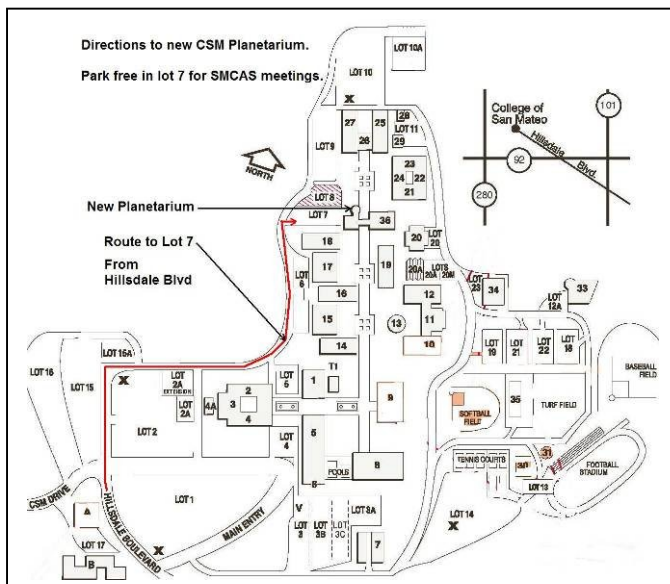 Directions to new CSM Planetarium.
Park free in lot 7 for SMCAS meetings.
LOT 10A
LOT 10
X
101
College of
San Mateo
Hillsdale
Blvd.
92
280
27
25
26
28
LOT 11
29
LOT 9
NORTH
23
24
22
21
LOT 8
New Planetarium
LOT 7
36
Route to Lot 7
From
Hillsdale Blvd
18
20
LOT
20
17
LOT
6
19
20A
LOTS
20A
20M
16
12
LOT
23
34
33
LOT
12A
15
13
11
14
10
LOT
19
LOT
21
LOT
22
LOT
18
LOT 16
LOT 15
LOT 15A
X
LOT
2A
EXTENSION
LOT
2A
LOT 2
4A
2
3
4
LOT
5
1
T1
9
SOFTBALL
FIELD
35
TURF FIELD
BASEBALL
FIELD
LOT
4
5
POOLS
8
TENNIS COURTS
30
31
FOOTBALL
STADIUM
LOT 13
CSM DRIVE
HILLSDALE BOULEVARD
LOT 1
MAIN ENTRY
A
LOT 17
B
X
V
LOT
3
LOT
3B
LOT
3C
LOT
3A
7
LOT 14
X